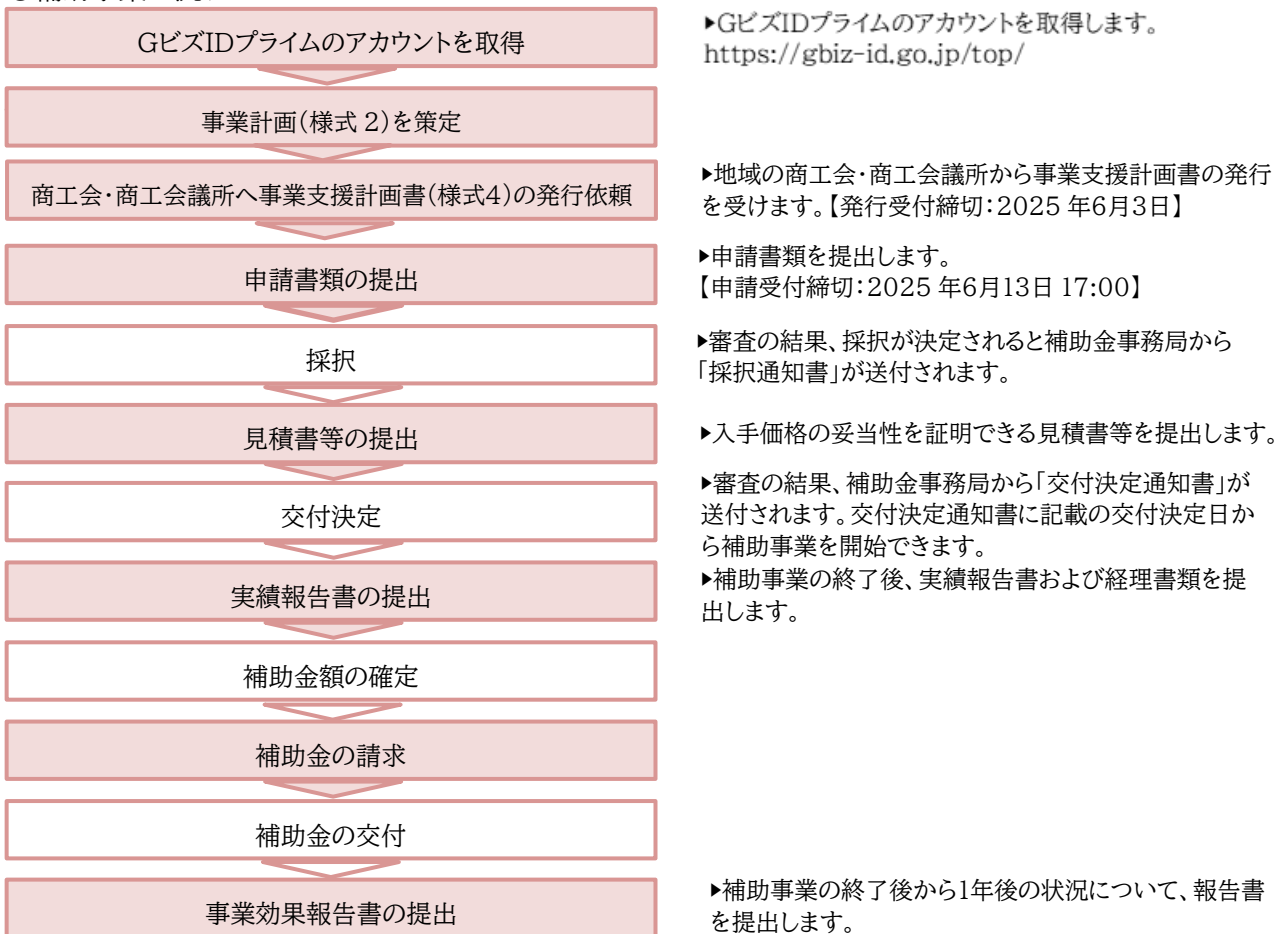 GビズIDプライムのアカウントを取得
▶GビズIDプライムのアカウントを取得します。
https://gbiz-id.go.jp/top/
事業計画(様式 2)を策定
商工会・商工会議所へ事業支援計画書(様式4)の発行依頼
▶地域の商工会・商工会議所から事業支援計画書の発行
を受けます。【発行受付締切:2025 年6月3日】
申請書類の提出
▶申請書類を提出します。
【申請受付締切:2025 年6月13日 17:00】
採択
▶審査の結果、採択が決定されると補助金事務局から
「採択通知書」が送付されます。
見積書等の提出
▶入手価格の妥当性を証明できる見積書等を提出します。
交付決定
▶審査の結果、補助金事務局から「交付決定通知書」が
送付されます。交付決定通知書に記載の交付決定日か
ら補助事業を開始できます。
実績報告書の提出
▶補助事業の終了後、実績報告書および経理書類を提
出します。
補助金額の確定
補助金の請求
補助金の交付
事業効果報告書の提出
▶補助事業の終了後から1年後の状況について、報告書
を提出します。